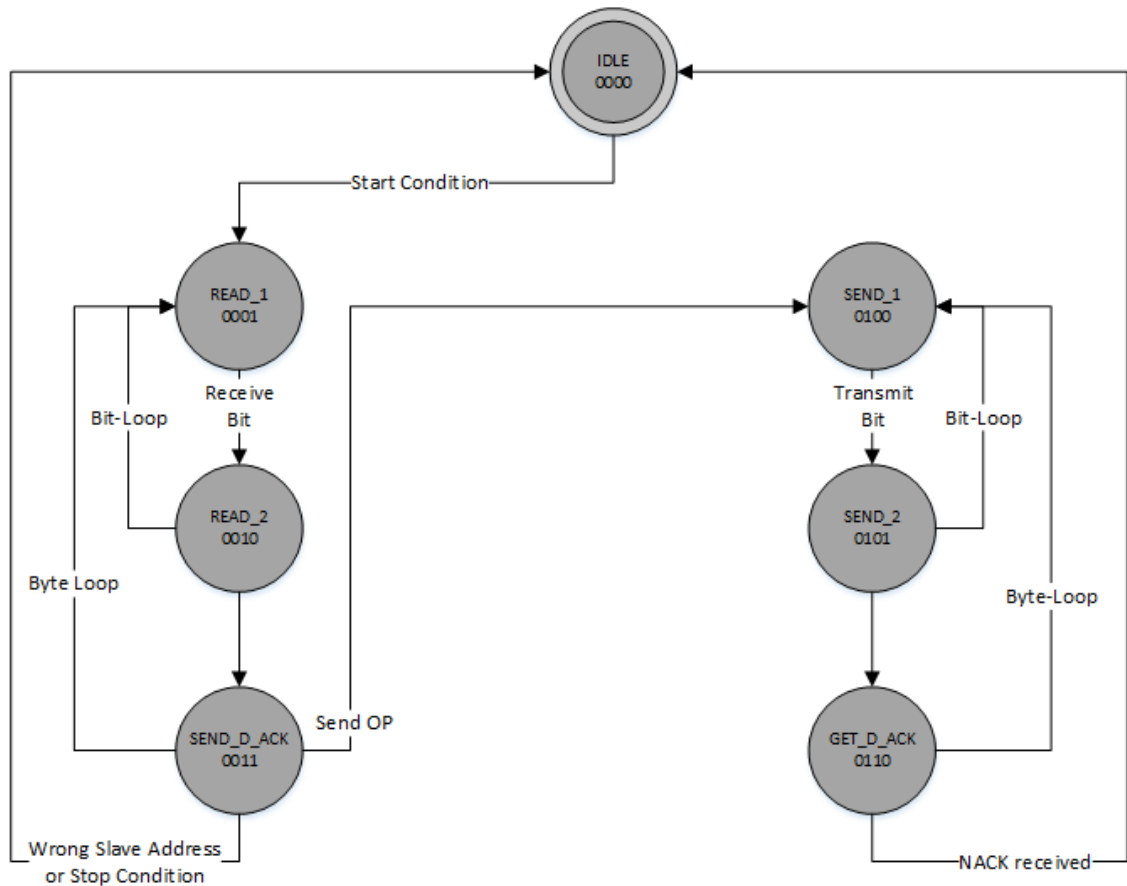 IDLE
0000
Start Condition
READ_1
0001
SEND_1
0100
Receive
Bit
Transmit
Bit
Bit-Loop
Bit-Loop
READ_2
0010
SEND_2
0101
Byte Loop
Byte-Loop
Send OP
SEND_D_ACK
0011
GET_D_ACK
0110
Wrong Slave Address
or Stop Condition
NACK received